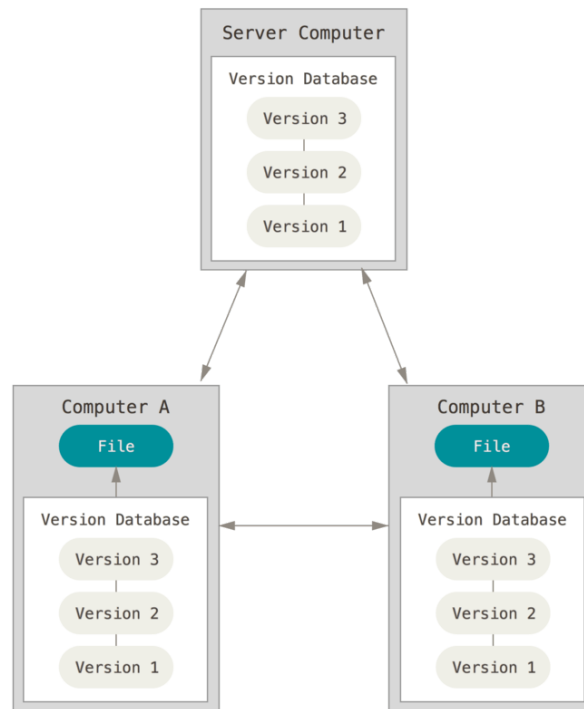 Server Computer
Version Database
Version 3
Version 2
Version 1
Computer A
File
Version Database
Version 3
Version 2
Version 1
Computer B
File
Version Database
Version 3
Version 2
Version 1